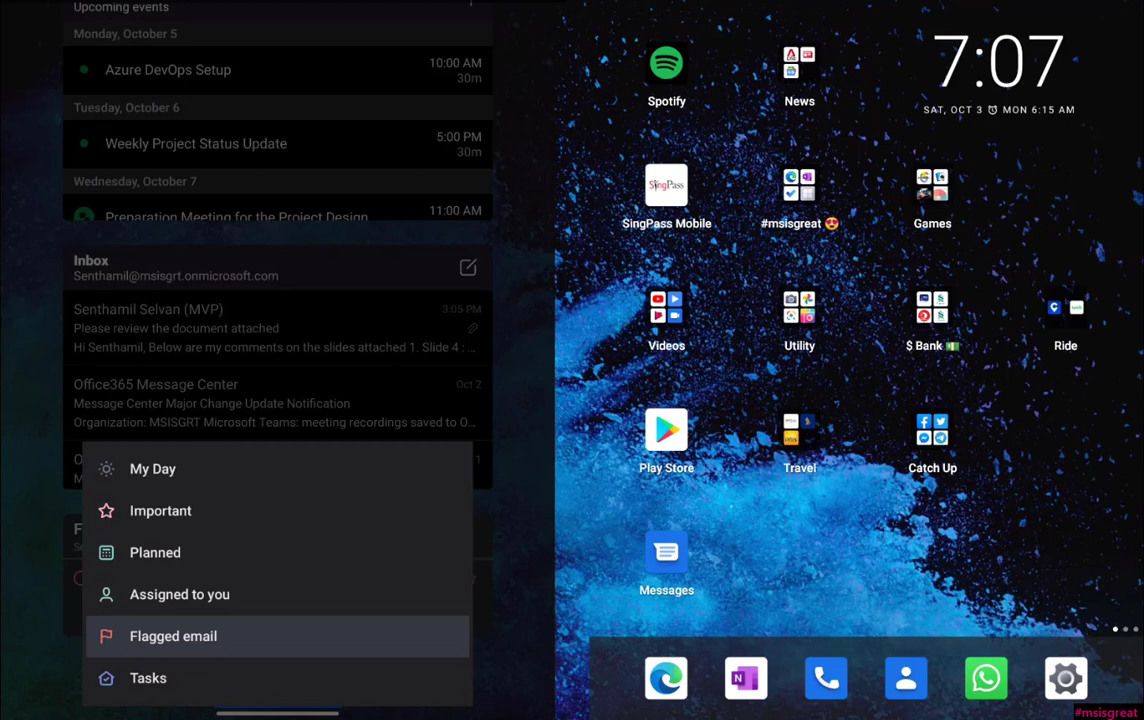 Upcoming events
Monday, October 5
Azure DevOps Setup
10:00 AM
30m
Tuesday, October 6
Weekly Project Status Update
5:00 PM
30m
Wednesday, October 7
Preparation Meeting for the Project Design
11:00 AM
Inbox
Senthamil@msisgrt.onmicrosoft.com
Senthamil Selvan (MVP)
3:05 PM
Please review the document attached
Hi Senthamil, Below are my comments on the slides attached 1. Slide 4 : ...
Office365 Message Center
Oct 2
Message Center Major Change Update Notification
Organization: MSISGRT Microsoft Teams: meeting recordings saved to O...
My Day
Important
Planned
Assigned to you
Flagged email
Tasks
7:07
SAT, OCT 3 MON 6:15 AM
Spotify
News
SingPass
SingPass Mobile
#msisgreat 😍
Games
Videos
Utility
$ Bank 💵
Ride
Play Store
Travel
Catch Up
Messages
#msisgreat